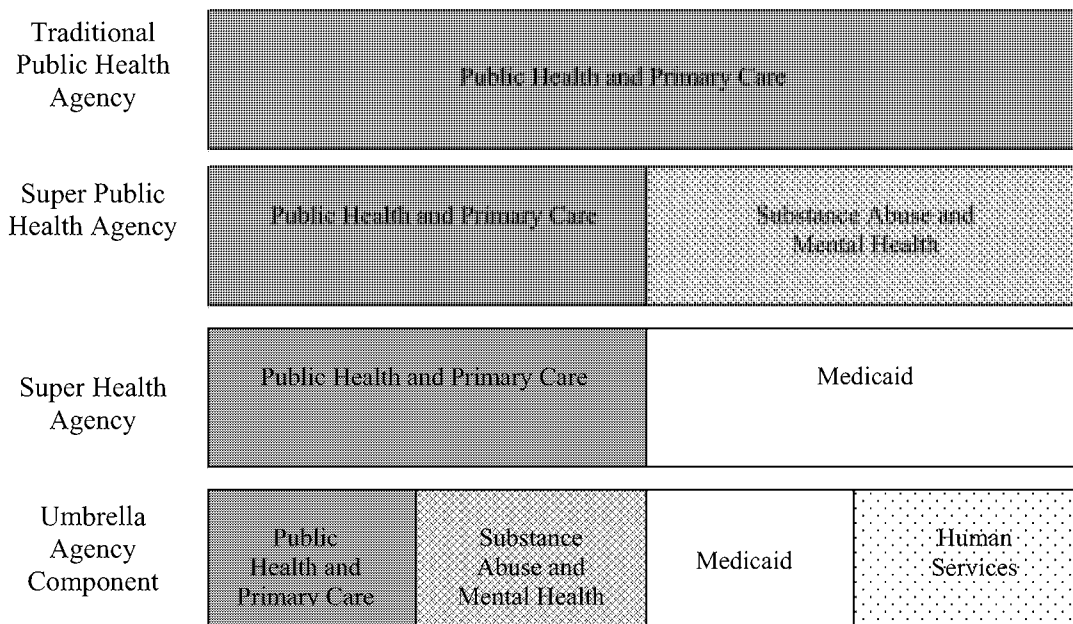 Traditional
Public Health
Agency
Public Health and Primary Care
Super Public
Health Agency
Public Health and Primary Care
Substance Abuse and
Mental Health
Super Health
Agency
Public Health and Primary Care
Medicaid
Umbrella
Agency
Component
Public
Health and
Primary Care
Substance
Abuse and
Mental Health
Medicaid
Human
Services